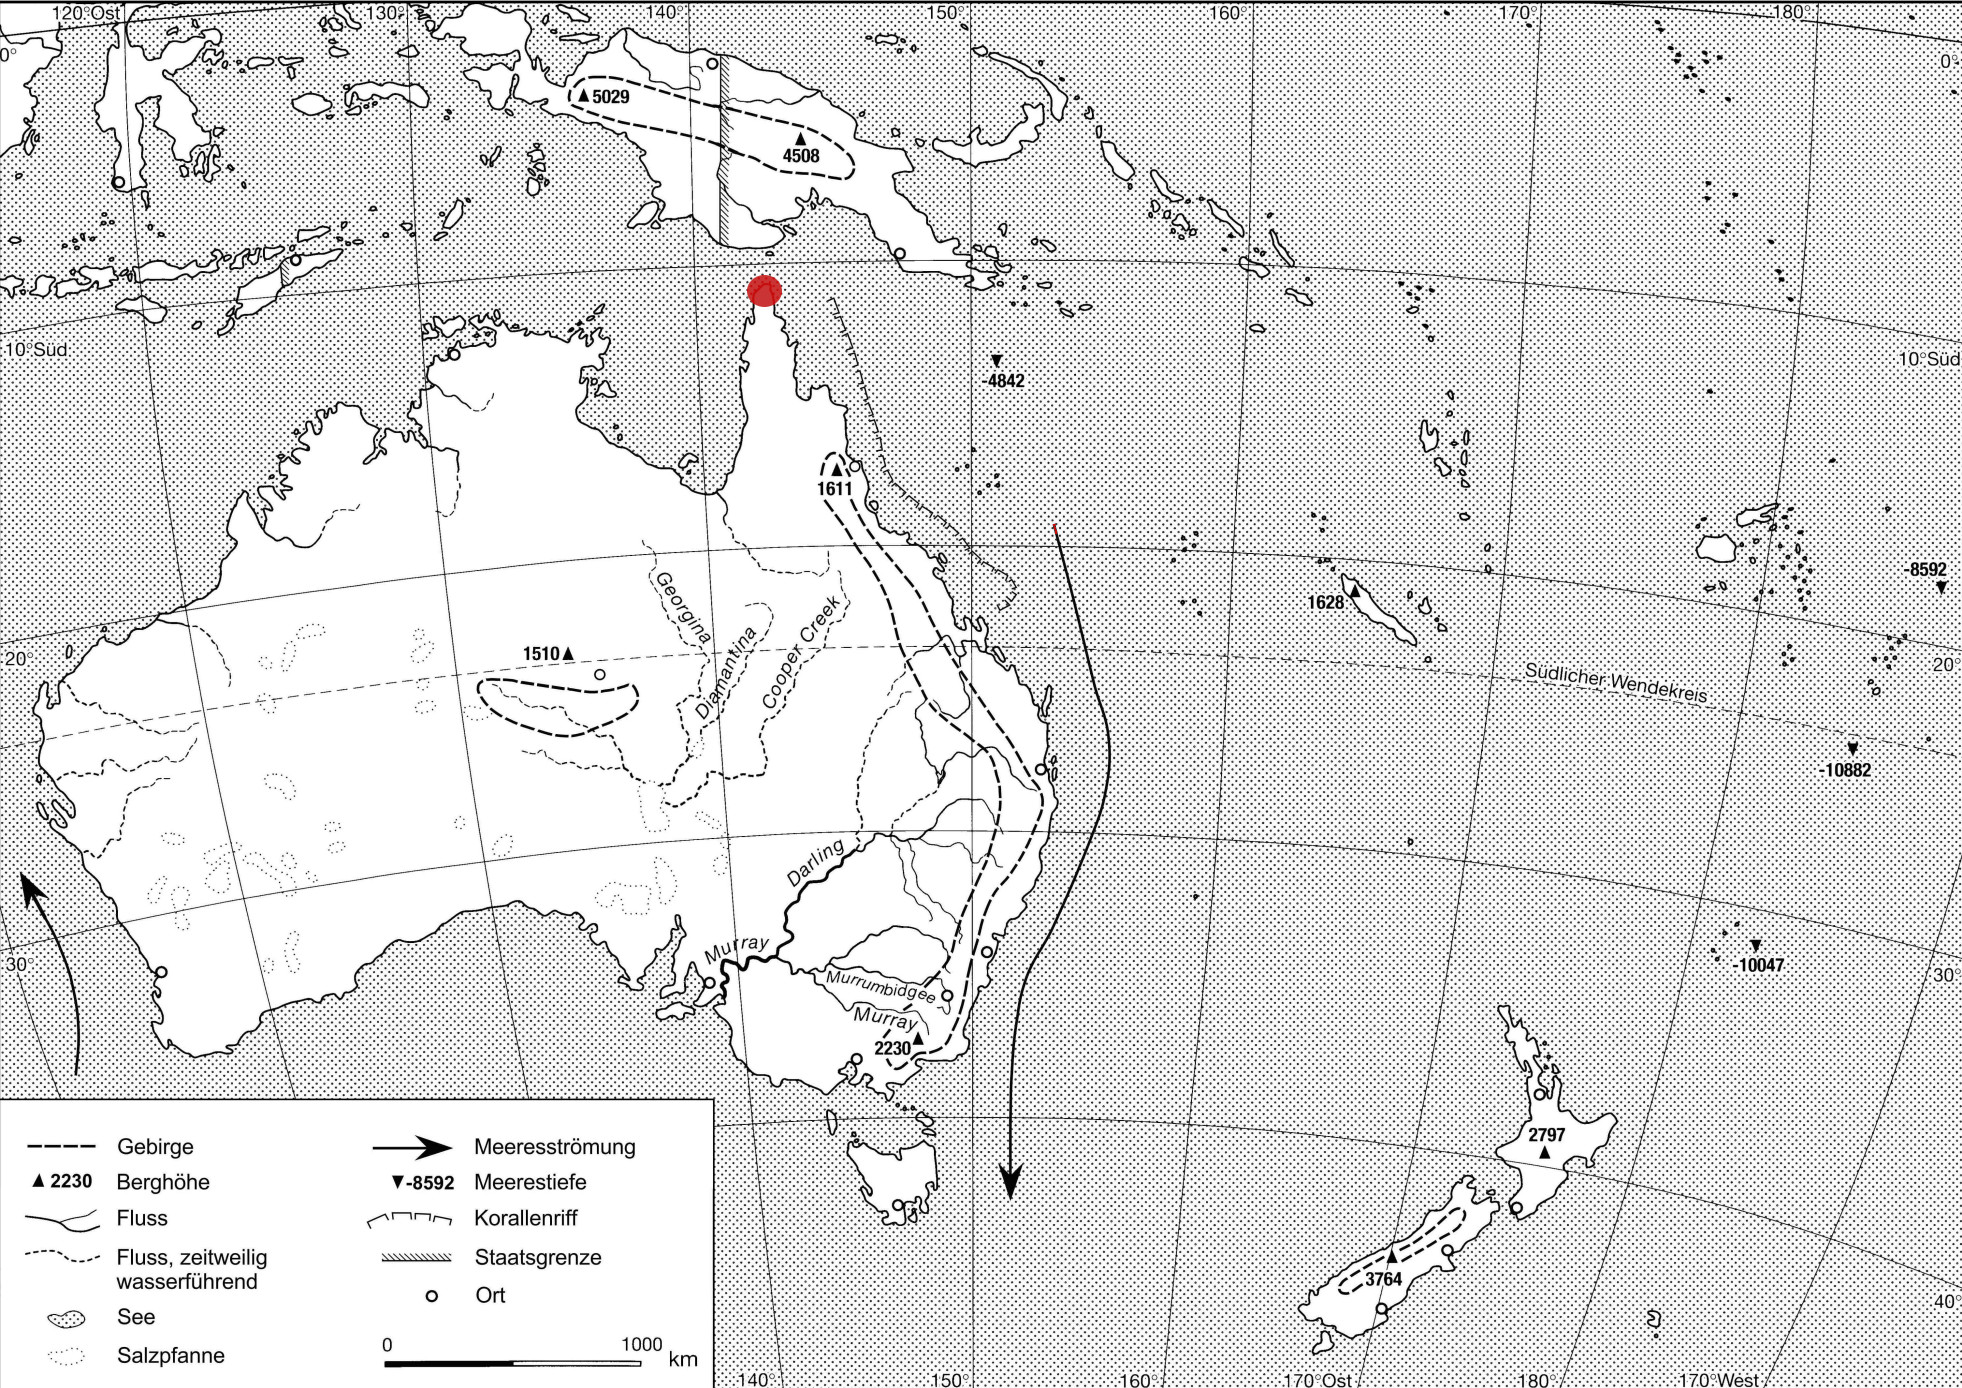 120°Ost
130°
140°
150°
160°
170°
180°
0°
0°
5029
4508
10°Süd
10°Süd
-4842
1611
-8592
1628
Georgina
Diamantina
Cooper Creek
1510
20°
20°
Südlicher Wendekreis
-10882
Darling
Murray
30°
30°
-10047
Murrumbidgee
Murray
2230
2797
3764
40°
Gebirge
2230 Berghöhe
Fluss
Fluss, zeitweilig
wasserführend
See
Salzpfanne
Meeresströmung
-8592 Meerestiefe
Korallenriff
Staatsgrenze
Ort
0 1000
km
140°
150°
160°
170°Ost
180°
170°West